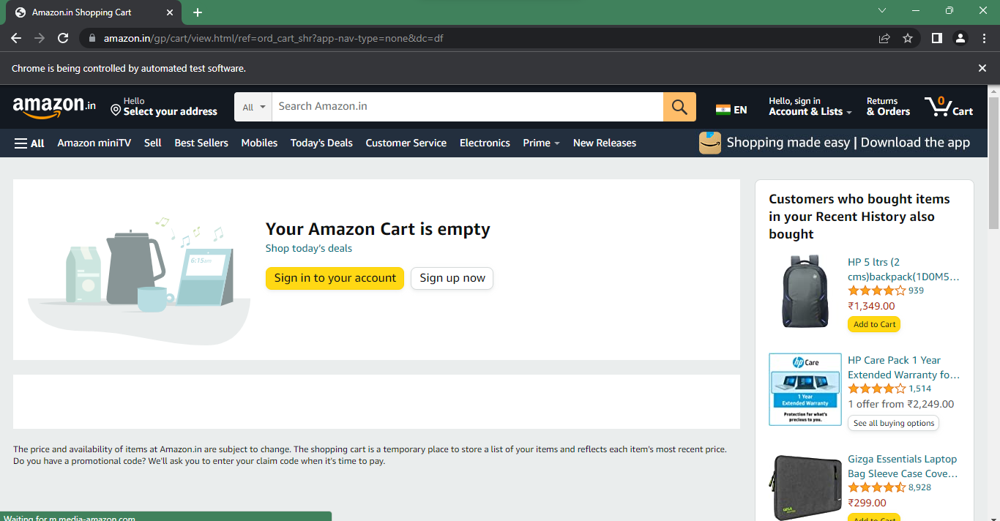 Amazon.in Shopping Cart
amazon.in/gp/cart/view.html/ref=ord_cart_shr?app-nav-type=none&dc=df
Chrome is being controlled by automated test software.
amazon.in
Hello
Select your address
All
Search Amazon.in
EN
Hello, sign in
Account & Lists
Returns
& Orders
0
Cart
All
Amazon miniTV
Sell
Best Sellers
Mobiles
Today's Deals
Customer Service
Electronics
Prime
New Releases
Shopping made easy | Download the app
6:15am
Your Amazon Cart is empty
Shop today's deals
Sign in to your account
Sign up now
The price and availability of items at Amazon.in are subject to change. The shopping cart is a temporary place to store a list of your items and reflects each item's most recent price.
Do you have a promotional code? We'll ask you to enter your claim code when it's time to pay.
Customers who bought items
in your Recent History also
bought
HP 5 ltrs (2
cms)backpack(1D0M5...
939
₹1,349.00
Add to Cart
hp Care
1 Year
Extended Warranty
Protection for what's
precious to you.
HP Care Pack 1 Year
Extended Warranty fo...
1,514
1 offer from ₹2,249.00
See all buying options
GIZGA
Gizga Essentials Laptop
Bag Sleeve Case Cove...
8,928
₹299.00
Add to Cart
Waiting for m.media-amazon.com